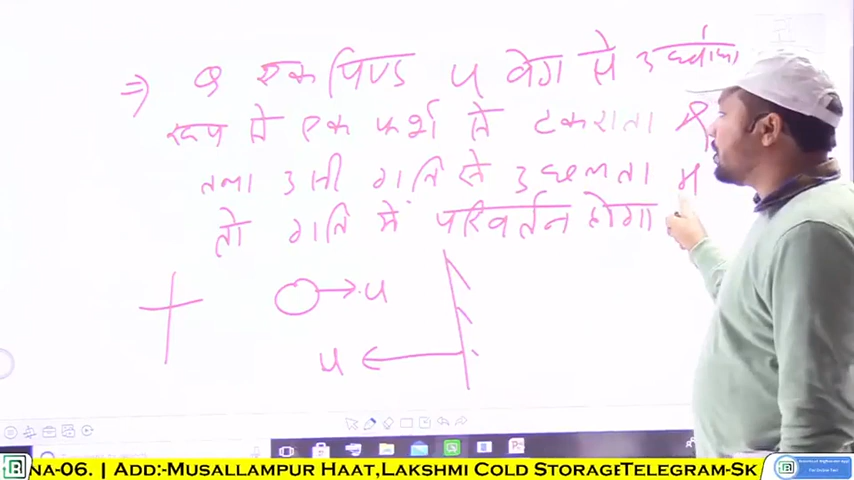 ⇒ Q एक पिण्ड u वेग से उर्ध्वाधर
रूप से एक फर्श से टकराता है
तथा उसी गति से उछलता
तो गति में परिवर्तन होगा
u
u
NA-06. | ADD:-MUSALLAMPUR HAAT,LAKSHMI COLD STORAGE TELEGRAM-SK